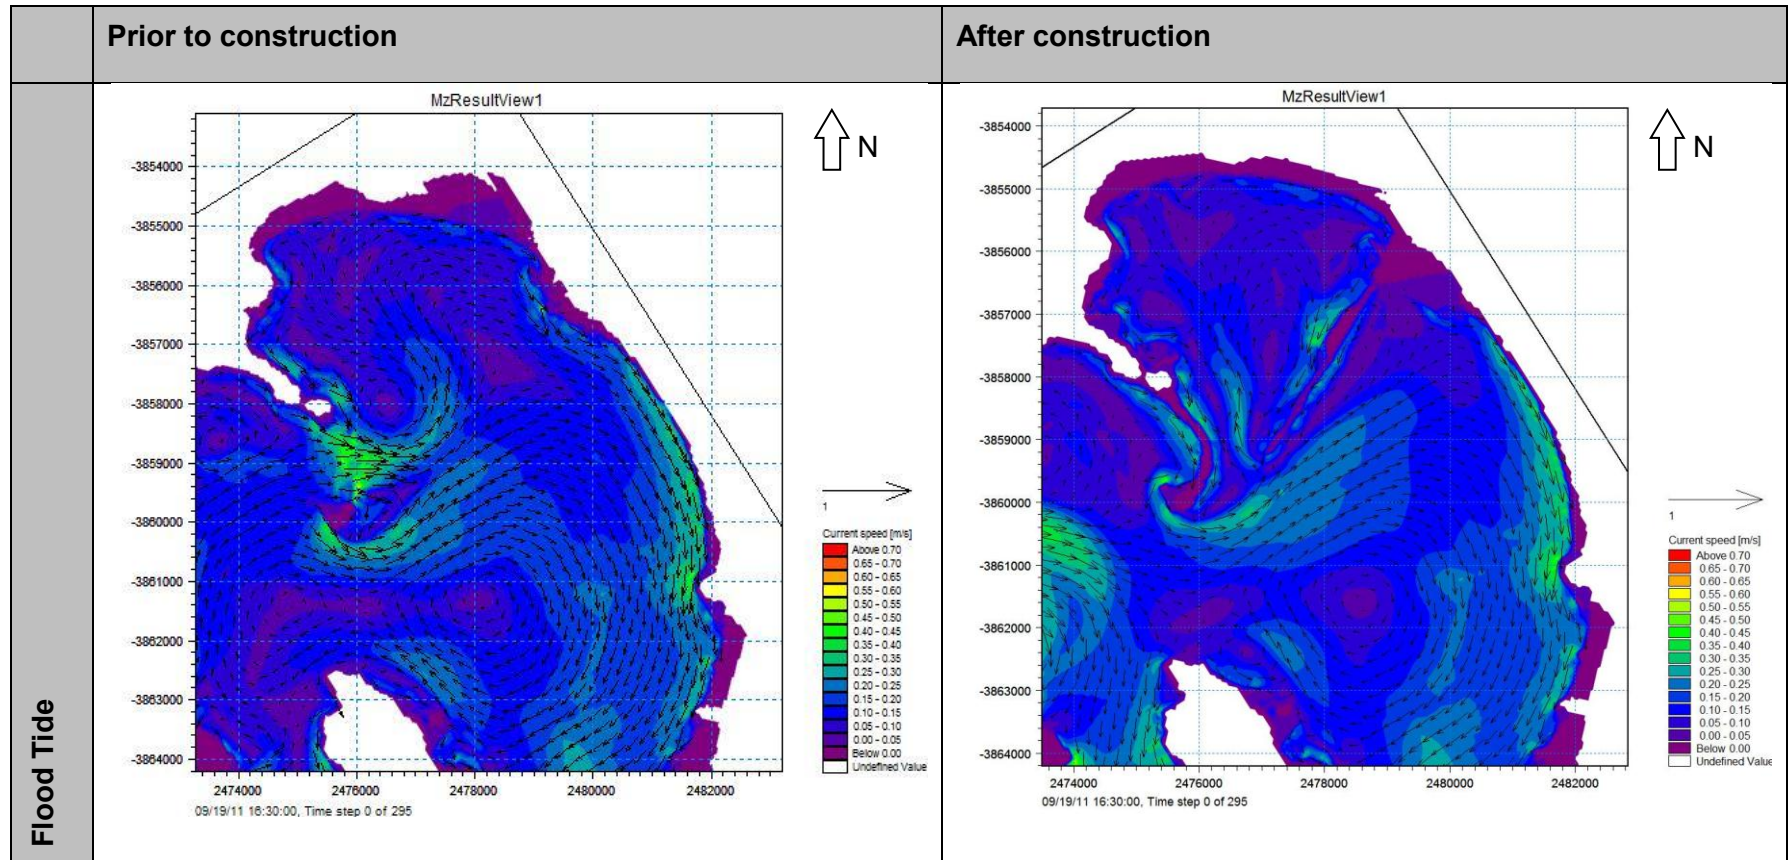 Prior to construction
After construction
Flood Tide
MzResultView1
N
-3854000
-3855000
-3856000
-3857000
-3858000
-3859000
-3860000
-3861000
-3862000
-3863000
-3864000
2474000 2476000 2478000 2480000 2482000
09/19/11 16:30:00, Time step 0 of 295
1
Current speed [m/s]
Above 0.70
0.65 - 0.70
0.60 - 0.65
0.55 - 0.60
0.50 - 0.55
0.45 - 0.50
0.40 - 0.45
0.35 - 0.40
0.30 - 0.35
0.25 - 0.30
0.20 - 0.25
0.15 - 0.20
0.10 - 0.15
0.05 - 0.10
0.00 - 0.05
Below 0.00
Undefined Value
MzResultView1
N
-3854000
-3855000
-3856000
-3857000
-3858000
-3859000
-3860000
-3861000
-3862000
-3863000
-3864000
2474000 2476000 2478000 2480000 2482000
09/19/11 16:30:00, Time step 0 of 295
1
Current speed [m/s]
Above 0.70
0.65 - 0.70
0.60 - 0.65
0.55 - 0.60
0.50 - 0.55
0.45 - 0.50
0.40 - 0.45
0.35 - 0.40
0.30 - 0.35
0.25 - 0.30
0.20 - 0.25
0.15 - 0.20
0.10 - 0.15
0.05 - 0.10
0.00 - 0.05
Below 0.00
Undefined Value